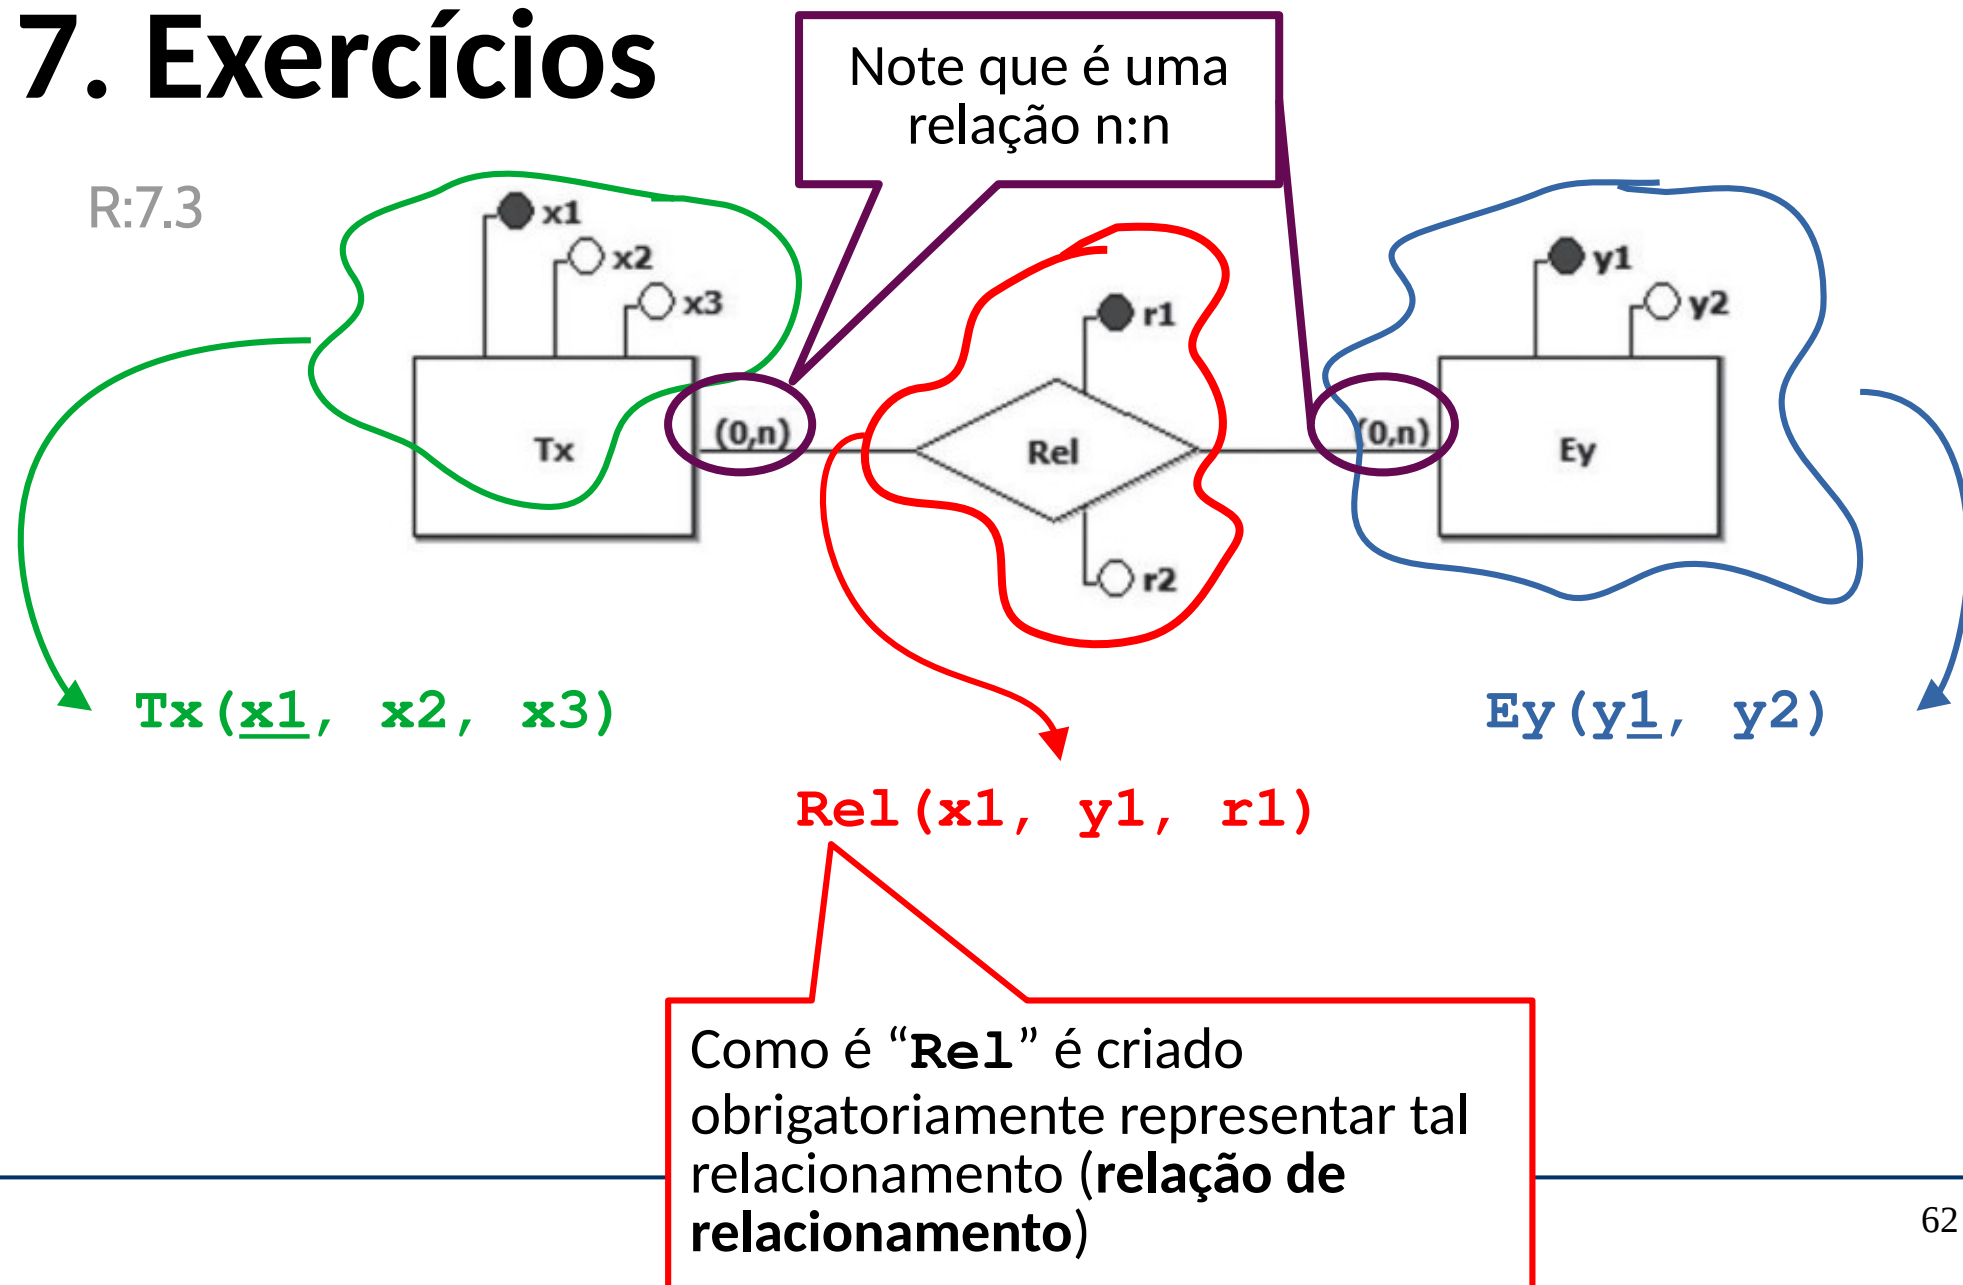 7. Exercícios
Note que é uma
relação n:n
R:7.3
x1
x2
x3
Tx
(0,n)
r1
Rel
r2
y1
y2
(0,n)
Ey
Tx(x1, x2, x3)
Ey(y1, y2)
Rel(x1, y1, r1)
Como é “Rel” é criado
obrigatoriamente representar tal
relacionamento (relação de
relacionamento)
62